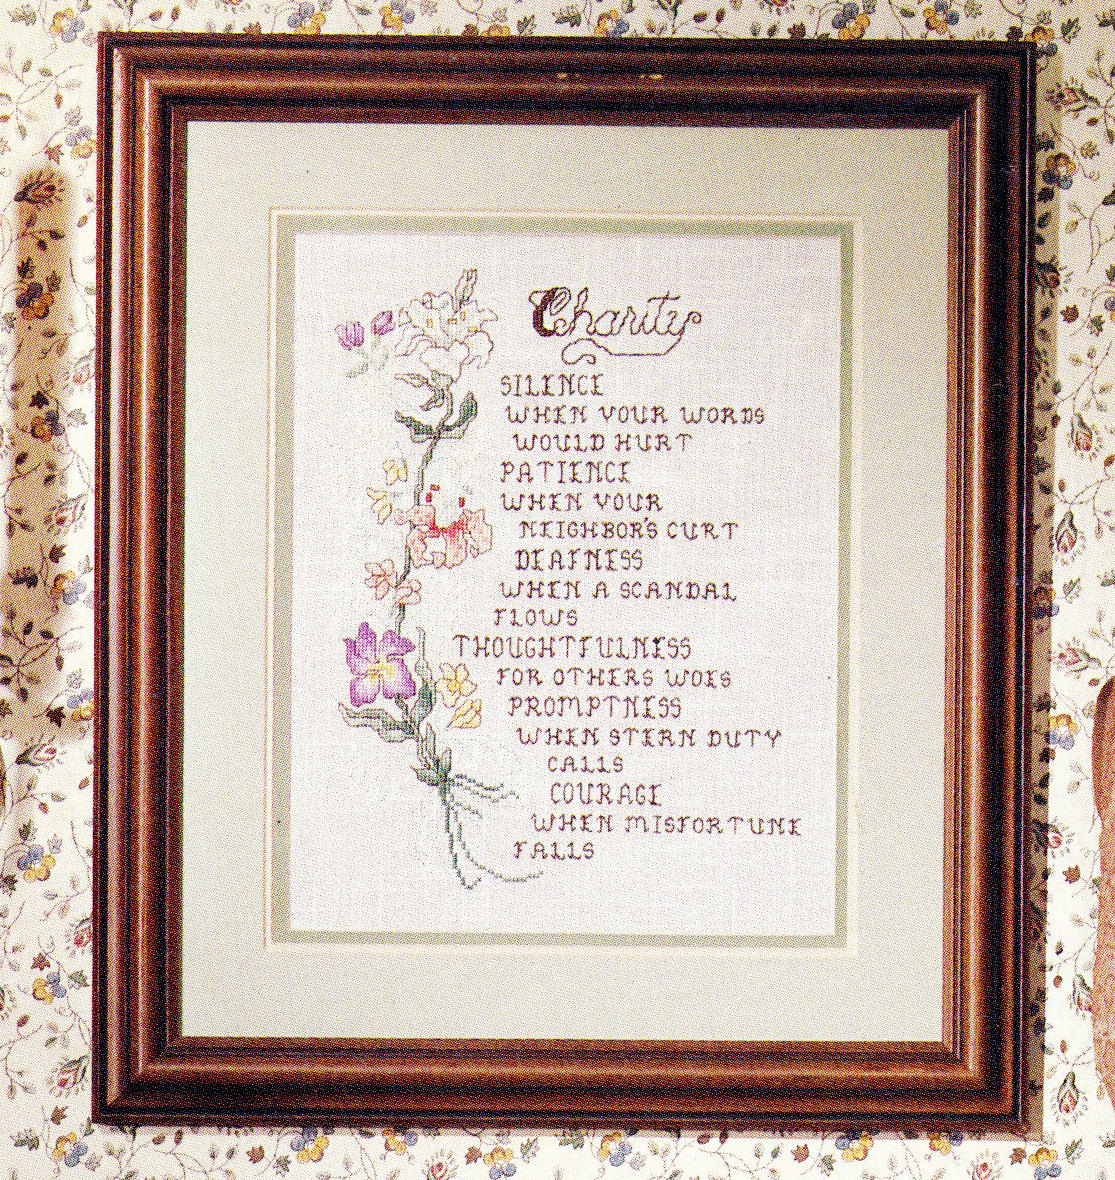 Charity
SILENCE
WHEN YOUR WORDS
WOULD HURT
PATIENCE
WHEN YOUR
NEIGHBOR'S CURT
DEAFNESS
WHEN A SCANDAL
FLOWS
THOUGHTFULNESS
FOR OTHERS WOES
PROMPTNESS
WHEN STERN DUTY
CALLS
COURAGE
WHEN MISFORTUNE
FALLS